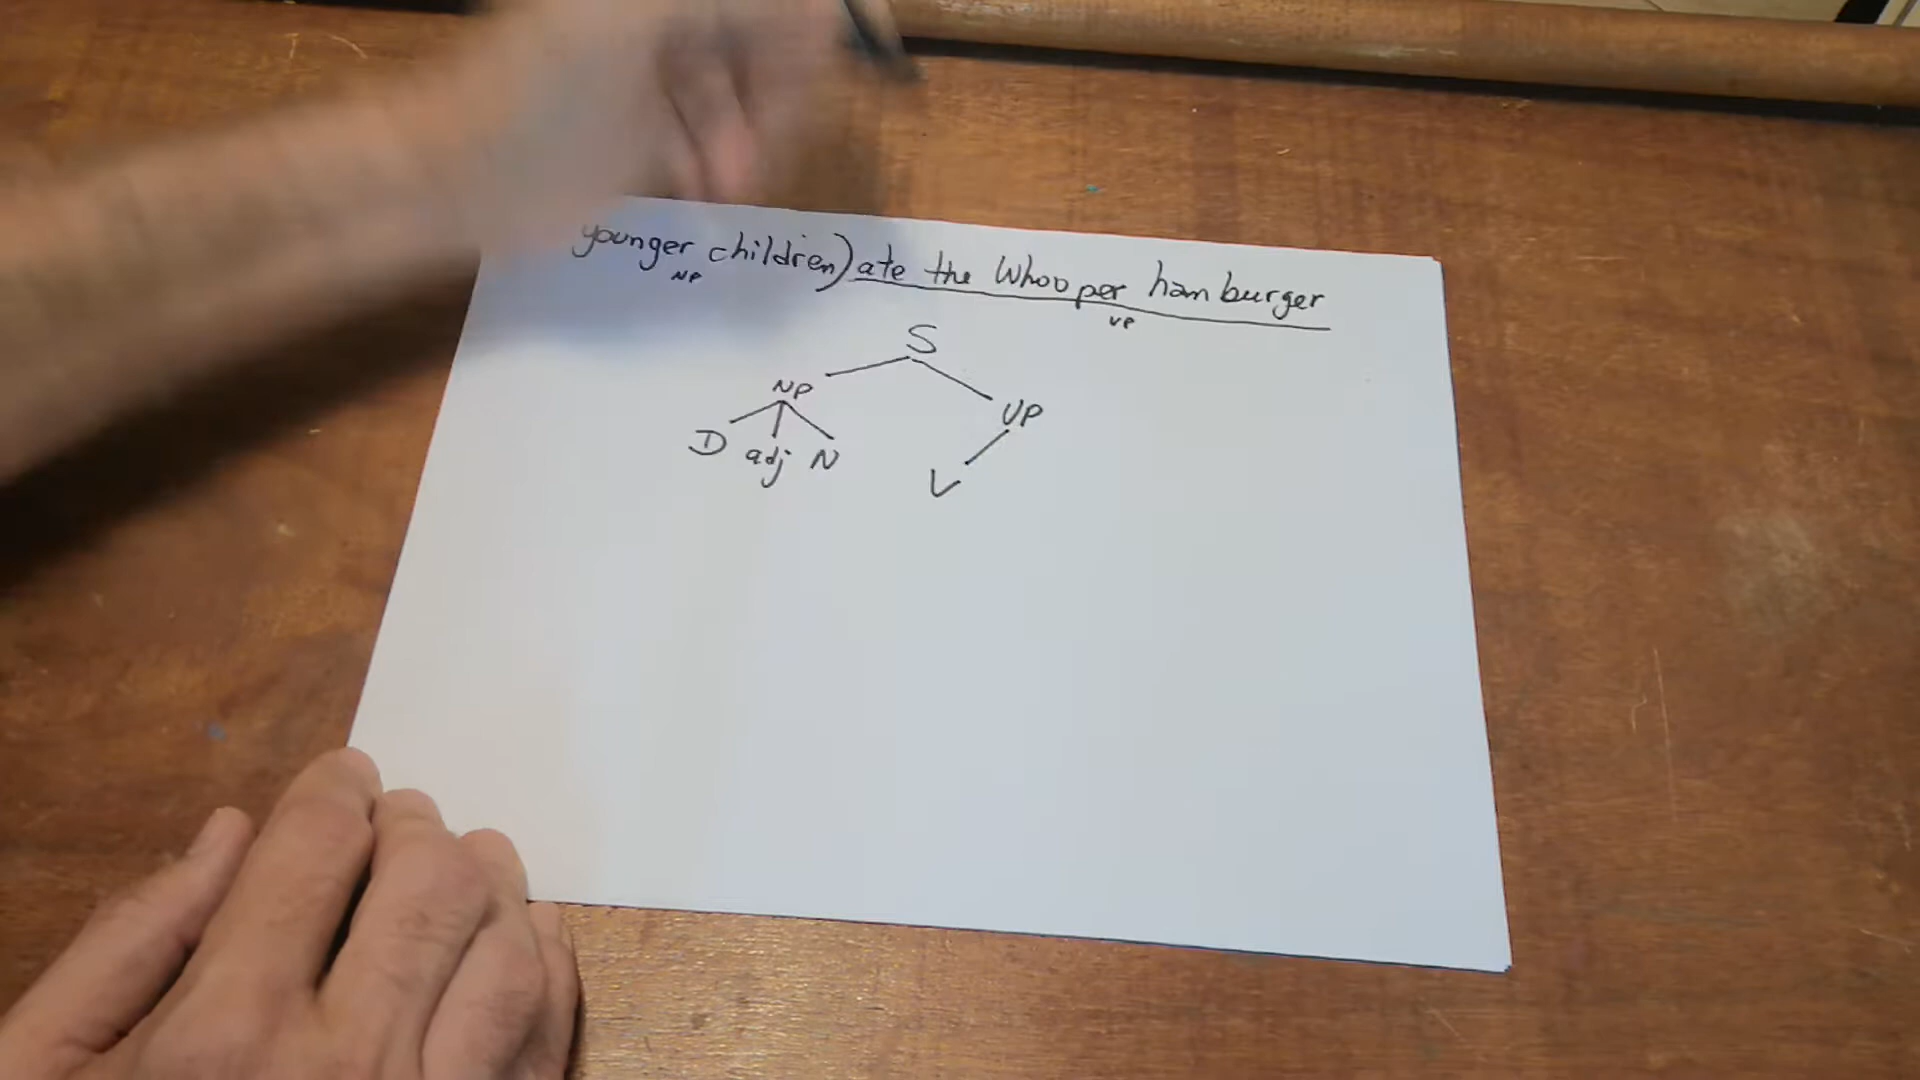 younger children) ate the Whooper hamburger
NP VP
S
NP VP
D adj N V